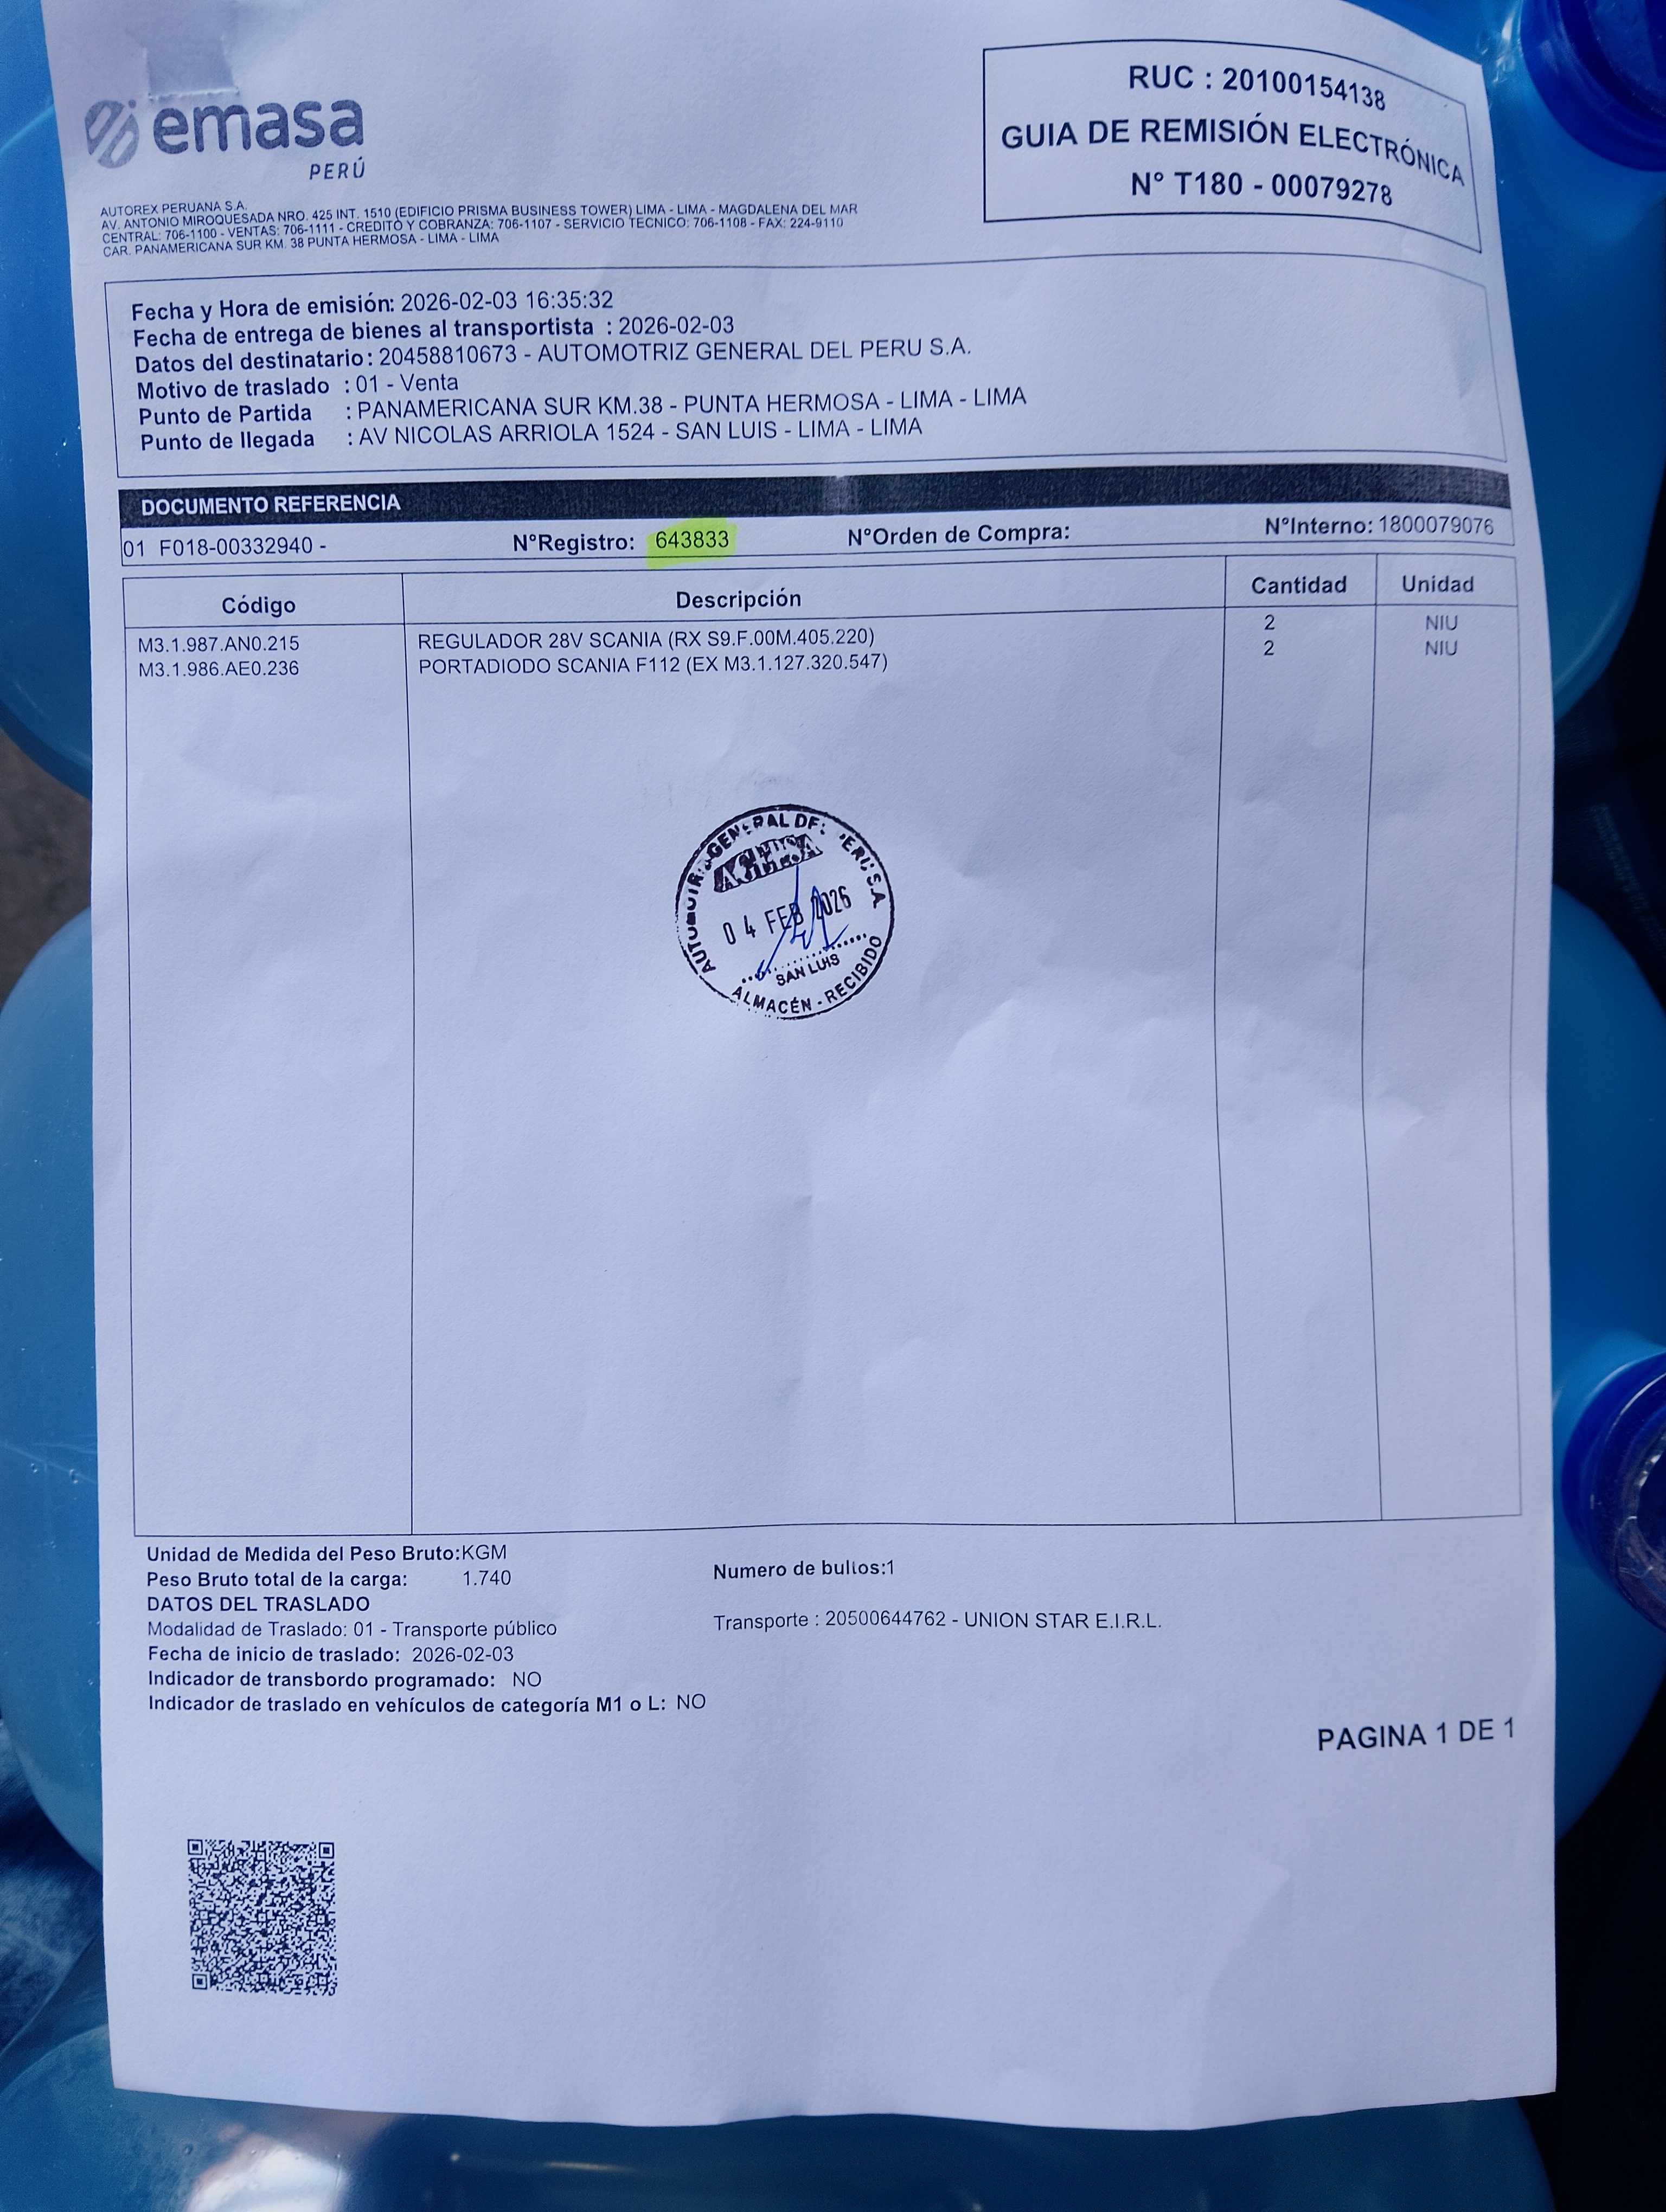 emasa
PERÚ
RUC : 20100154138
GUIA DE REMISIÓN ELECTRÓNICA
N° T180 - 00079278
AUTOREX PERUANA S.A.
AV. ANTONIO MIROQUESADA NRO. 425 INT. 1510 (EDIFICIO PRISMA BUSINESS TOWER) LIMA - LIMA - MAGDALENA DEL MAR
CENTRAL: 706-1100 - VENTAS: 706-1111 - CREDITO Y COBRANZA: 706-1107 - SERVICIO TECNICO: 706-1108 - FAX: 224-9110
CAR. PANAMERICANA SUR KM. 38 PUNTA HERMOSA - LIMA - LIMA
Fecha y Hora de emisión: 2026-02-03 16:35:32
Fecha de entrega de bienes al transportista : 2026-02-03
Datos del destinatario: 20458810673 - AUTOMOTRIZ GENERAL DEL PERU S.A.
Motivo de traslado : 01 - Venta
Punto de Partida : PANAMERICANA SUR KM.38 - PUNTA HERMOSA - LIMA - LIMA
Punto de llegada : AV NICOLAS ARRIOLA 1524 - SAN LUIS - LIMA - LIMA
DOCUMENTO REFERENCIA
01 F018-00332940 - N°Registro: 643833 N°Orden de Compra: N°Interno: 1800079076
Código Descripción Cantidad Unidad
M3.1.987.AN0.215 REGULADOR 28V SCANIA (RX S9.F.00M.405.220) 2 NIU
M3.1.986.AE0.236 PORTADIODO SCANIA F112 (EX M3.1.127.320.547) 2 NIU
AUTOMOTRIZ GENERAL DEL PERU S.A.
04 FEB 2026
SAN LUIS
ALMACÉN - RECIBIDO
Unidad de Medida del Peso Bruto:KGM
Peso Bruto total de la carga: 1.740
Numero de bultos:1
DATOS DEL TRASLADO
Modalidad de Traslado: 01 - Transporte público
Transporte : 20500644762 - UNION STAR E.I.R.L.
Fecha de inicio de traslado: 2026-02-03
Indicador de transbordo programado: NO
Indicador de traslado en vehículos de categoría M1 o L: NO
PAGINA 1 DE 1